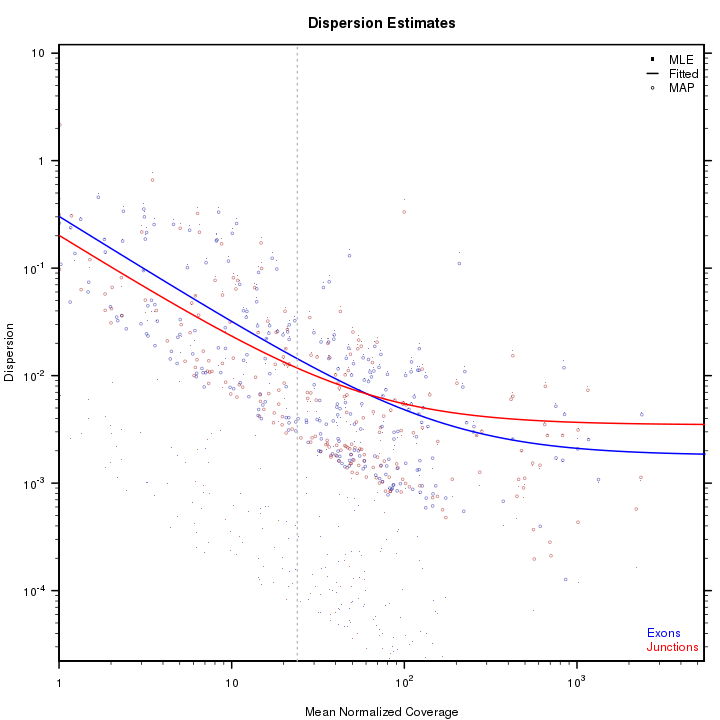 Dispersion Estimates
10
1
10-1
10-2
10-3
10-4
Dispersion
MLE
Fitted
MAP
Exons
Junctions
1
10
102
103
Mean Normalized Coverage